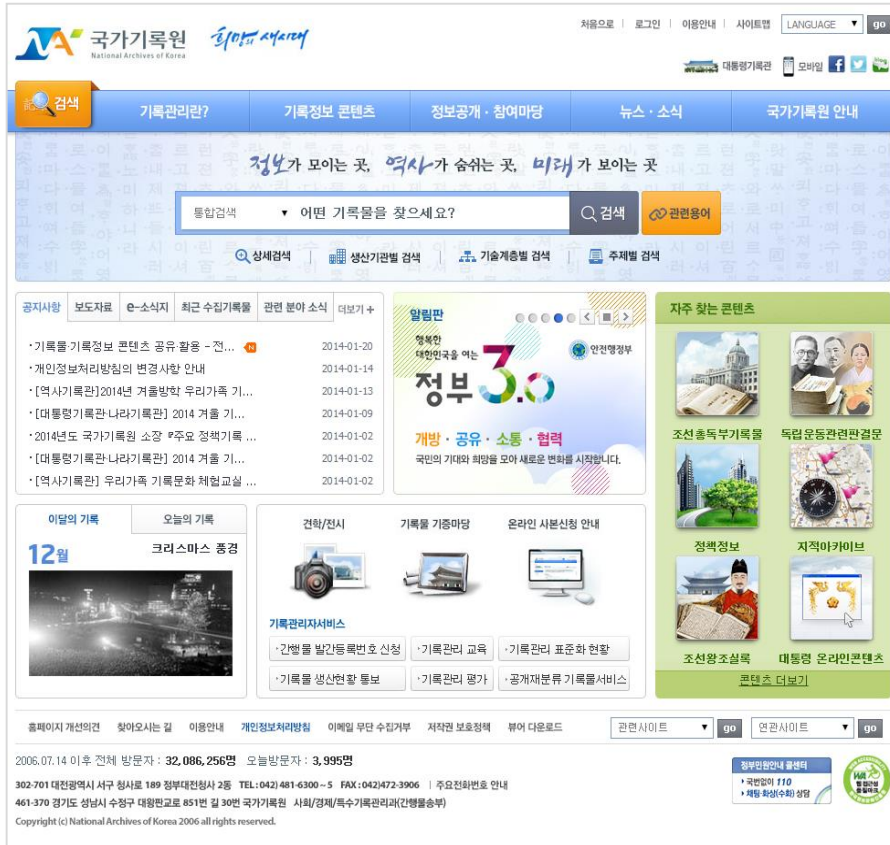 국가기록원
National Archives of Korea
희망의 새시대
처음으로 | 로그인 | 이용안내 | 사이트맵 LANGUAGE ▼ go
대통령기록관 모바일
검색 기록관리란? 기록정보 콘텐츠 정보공개 · 참여마당 뉴스 · 소식 국가기록원 안내
정보가 모이는 곳, 역사가 숨쉬는 곳, 미래가 보이는 곳
통합검색 ▼ 어떤 기록물을 찾으세요? 검색 관련용어
상세검색 | 생산기관별 검색 | 기술계층별 검색 | 주제별 검색
공지사항 보도자료 e-소식지 최근 수집기록물 관련 분야 소식 더보기 +
·기록물·기록정보 콘텐츠 공유·활용 - 전... N 2014-01-20
·개인정보처리방침의 변경사항 안내 2014-01-14
·[역사기록관]2014년 겨울방학 우리가족 기... 2014-01-13
·[대통령기록관·나라기록관] 2014 겨울 기... 2014-01-09
·2014년도 국가기록원 소장 『주요 정책기록 ... 2014-01-02
·[대통령기록관·나라기록관] 2014 겨울 기... 2014-01-02
·[역사기록관] 우리가족 기록문화 체험교실 ... 2014-01-02
알림판
행복한
대한민국을 여는
정부 3.0
안전행정부
개방 · 공유 · 소통 · 협력
국민의 기대와 희망을 모아 새로운 변화를 시작합니다.
자주 찾는 콘텐츠
조선총독부기록물 독립운동관련판결문
정책정보 지적아카이브
조선왕조실록 대통령 온라인콘텐츠
콘텐츠 더보기
이달의 기록 오늘의 기록
12월 크리스마스 풍경
견학/전시 기록물 기증마당 온라인 사본신청 안내
기록관리자서비스
·간행물 발간등록번호 신청 ·기록관리 교육 ·기록관리 표준화 현황
·기록물 생산현황 통보 ·기록관리 평가 ·공개재분류 기록물서비스
홈페이지 개선의견 찾아오시는 길 이용안내 개인정보처리방침 이메일 무단 수집거부 저작권 보호정책 뷰어 다운로드 관련사이트 ▼ go 연관사이트 ▼ go
2006.07.14 이후 전체 방문자 : 32,086,256명 오늘방문자 : 3,995명
302-701 대전광역시 서구 청사로 189 정부대전청사 2동 TEL:042) 481-6300~5 FAX:042)472-3906 | 주요전화번호 안내
461-370 경기도 성남시 수정구 대왕판교로 851번 길 30번 국가기록원 사회/경제/특수기록관리과(간행물송부)
Copyright (c) National Archives of Korea 2006 all rights reserved.
정부민원안내 콜센터
국번없이 110
채팅·화상(수화) 상담
WA
웹 접근성
품질마크